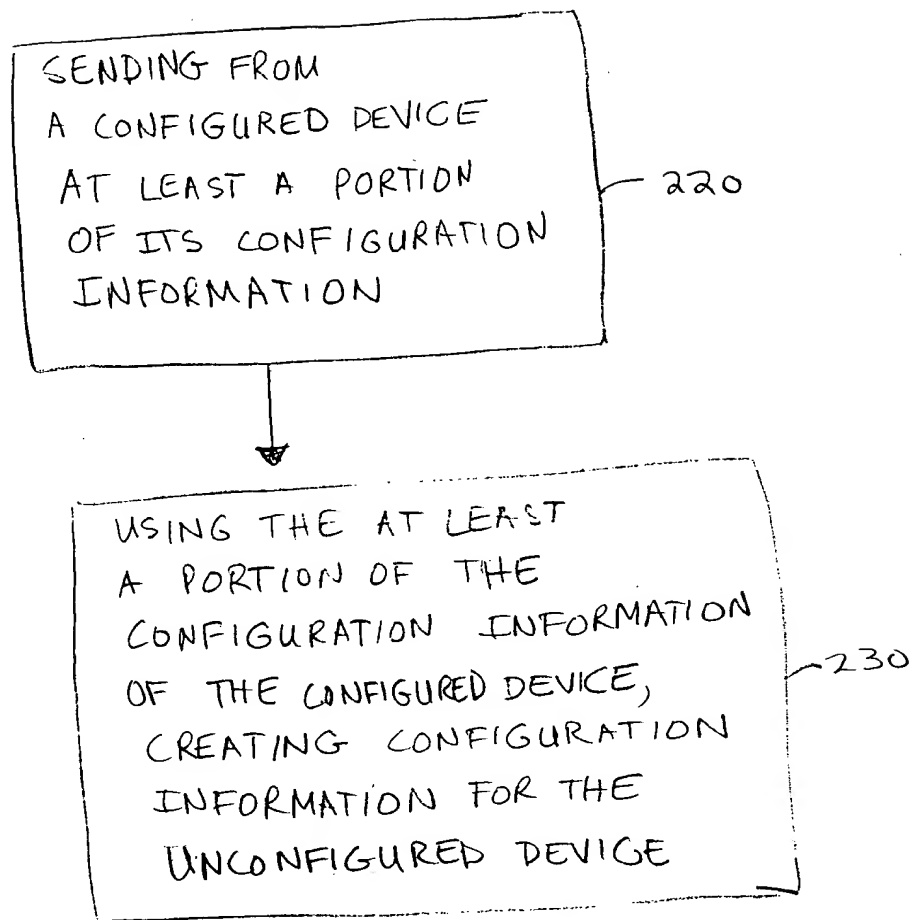 SENDING FROM
A CONFIGURED DEVICE
AT LEAST A PORTION
OF ITS CONFIGURATION
INFORMATION
220
USING THE AT LEAST
A PORTION OF THE
CONFIGURATION INFORMATION
OF THE CONFIGURED DEVICE,
CREATING CONFIGURATION
INFORMATION FOR THE
UNCONFIGURED DEVICE
230